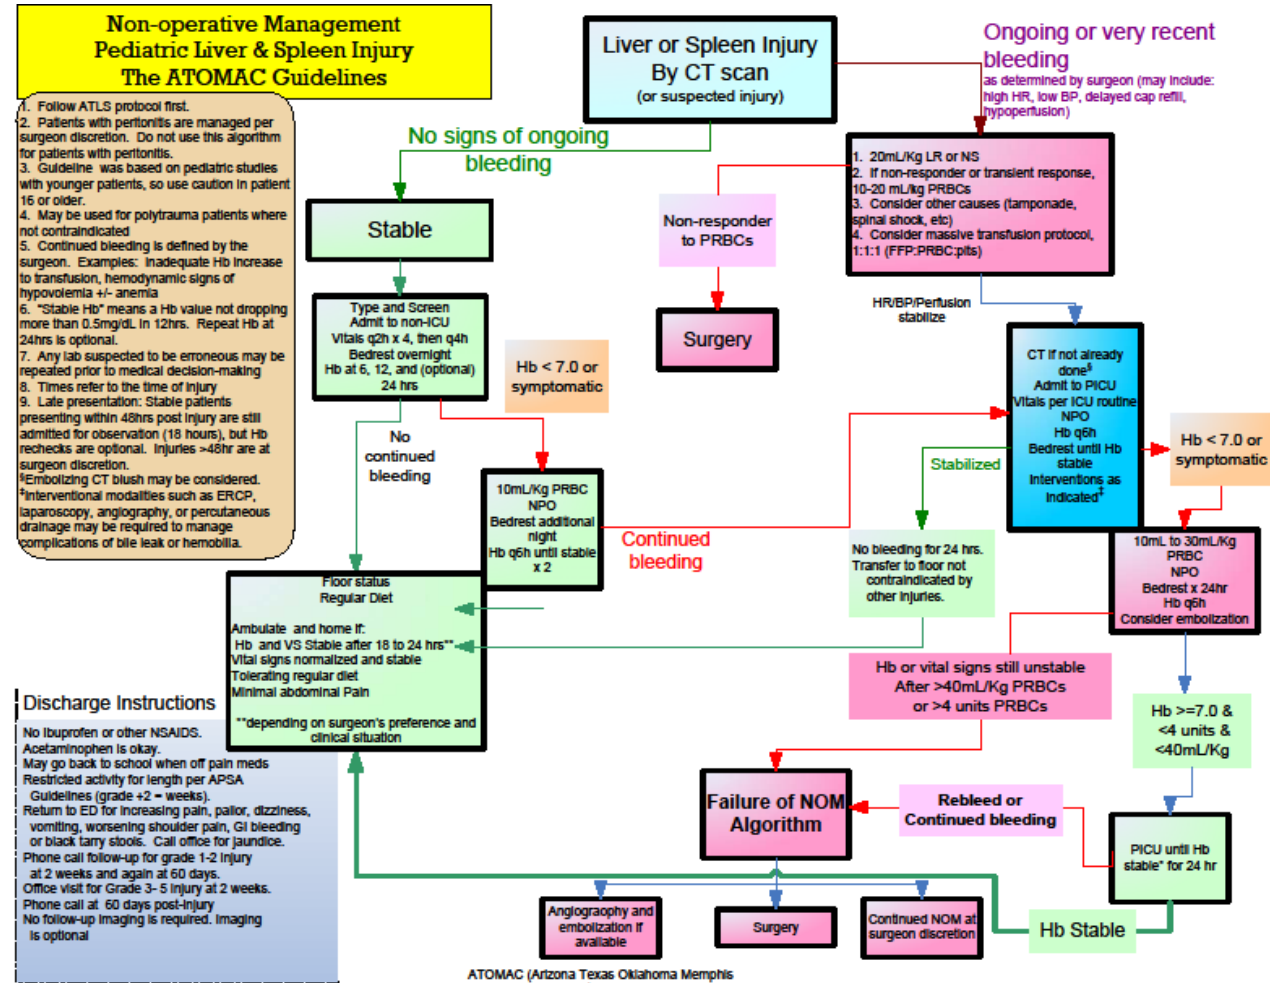 Non-operative Management
Pediatric Liver & Spleen Injury
The ATOMAC Guidelines
1. Follow ATLS protocol first.
2. Patients with peritonitis are managed per
surgeon discretion. Do not use this algorithm
for patients with peritonitis.
3. Guideline was based on pediatric studies
with younger patients, so use caution in patient
16 or older.
4. May be used for polytrauma patients where
not contraindicated
5. Continued bleeding is defined by the
surgeon. Examples: Inadequate Hb increase
to transfusion, hemodynamic signs of
hypovolemia +/- anemia
6. "Stable Hb" means a Hb value not dropping
more than 0.5mg/dL in 12hrs. Repeat Hb at
24hrs is optional.
7. Any lab suspected to be erroneous may be
repeated prior to medical decision-making
8. Times refer to the time of injury
9. Late presentation: Stable patients
presenting within 48hrs post injury are still
admitted for observation (18 hours), but Hb
rechecks are optional. Injuries >48hr are at
surgeon discretion.
§Embolizing CT blush may be considered.
‡Interventional modalities such as ERCP,
laparoscopy, angiography, or percutaneous
drainage may be required to manage
complications of bile leak or hemobilia.
Liver or Spleen Injury
By CT scan
(or suspected injury)
Ongoing or very recent
bleeding
as determined by surgeon (may include:
high HR, low BP, delayed cap refill,
hypoperfusion)
No signs of ongoing
bleeding
Stable
Type and Screen
Admit to non-ICU
Vitals q2h x 4, then q4h
Bedrest overnight
Hb at 6, 12, and (optional)
24 hrs
Hb < 7.0 or
symptomatic
No
continued
bleeding
10mL/Kg PRBC
NPO
Bedrest additional
night
Hb q6h until stable
x 2
Continued
bleeding
1. 20mL/Kg LR or NS
2. If non-responder or transient response,
10-20 mL/kg PRBCs
3. Consider other causes (tamponade,
spinal shock, etc)
4. Consider massive transfusion protocol,
1:1:1 (FFP:PRBC:plts)
Non-responder
to PRBCs
Surgery
HR/BP/Perfusion
stabilize
CT if not already
done§
Admit to PICU
Vitals per ICU routine
NPO
Hb q6h
Bedrest until Hb
stable
Interventions as
indicated‡
Hb < 7.0 or
symptomatic
Stabilized
No bleeding for 24 hrs.
Transfer to floor not
contraindicated by
other injuries.
10mL to 30mL/Kg
PRBC
NPO
Bedrest x 24hr
Hb q6h
Consider embolization
Floor status
Regular Diet
Ambulate and home if:
Hb and VS Stable after 18 to 24 hrs**
Vital signs normalized and stable
Tolerating regular diet
Minimal abdominal Pain
**depending on surgeon's preference and
clinical situation
Hb or vital signs still unstable
After >40mL/Kg PRBCs
or >4 units PRBCs
Hb >=7.0 &
<4 units &
<40mL/Kg
Failure of NOM
Algorithm
Rebleed or
Continued bleeding
PICU until Hb
stable* for 24 hr
Hb Stable
Angiograophy and
embolization if
available
Surgery
Continued NOM at
surgeon discretion
Discharge Instructions
No Ibuprofen or other NSAIDS.
Acetaminophen is okay.
May go back to school when off pain meds
Restricted activity for length per APSA
Guidelines (grade +2 = weeks).
Return to ED for increasing pain, pallor, dizziness,
vomiting, worsening shoulder pain, GI bleeding
or black tarry stools. Call office for jaundice.
Phone call follow-up for grade 1-2 injury
at 2 weeks and again at 60 days.
Office visit for Grade 3- 5 injury at 2 weeks.
Phone call at 60 days post-injury
No follow-up imaging is required. Imaging
is optional
ATOMAC (Arizona Texas Oklahoma Memphis